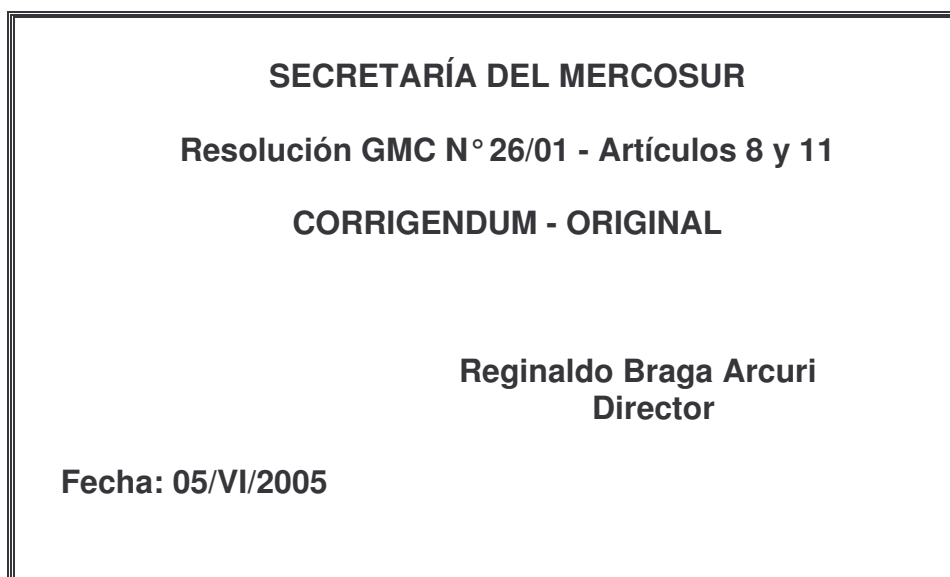 SECRETARÍA DEL MERCOSUR
Resolución GMC N° 26/01 - Artículos 8 y 11
CORRIGENDUM - ORIGINAL
Reginaldo Braga Arcuri
Director
Fecha: 05/VI/2005